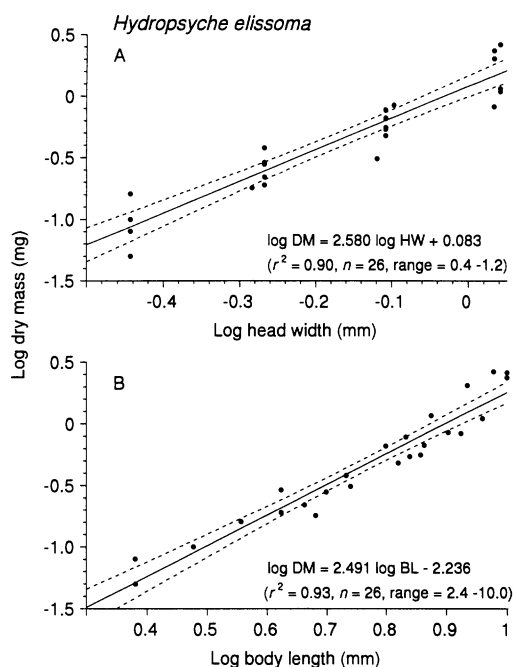 Hydropsyche elissoma
A
0.5
0
-0.5
-1.0
-1.5
log DM = 2.580 log HW + 0.083
(r² = 0.90, n = 26, range = 0.4 -1.2)
-0.4 -0.3 -0.2 -0.1 0
Log head width (mm)
Log dry mass (mg)
B
0.5
0
-0.5
-1.0
-1.5
log DM = 2.491 log BL - 2.236
(r² = 0.93, n = 26, range = 2.4 -10.0)
0.4 0.5 0.6 0.7 0.8 0.9 1
Log body length (mm)